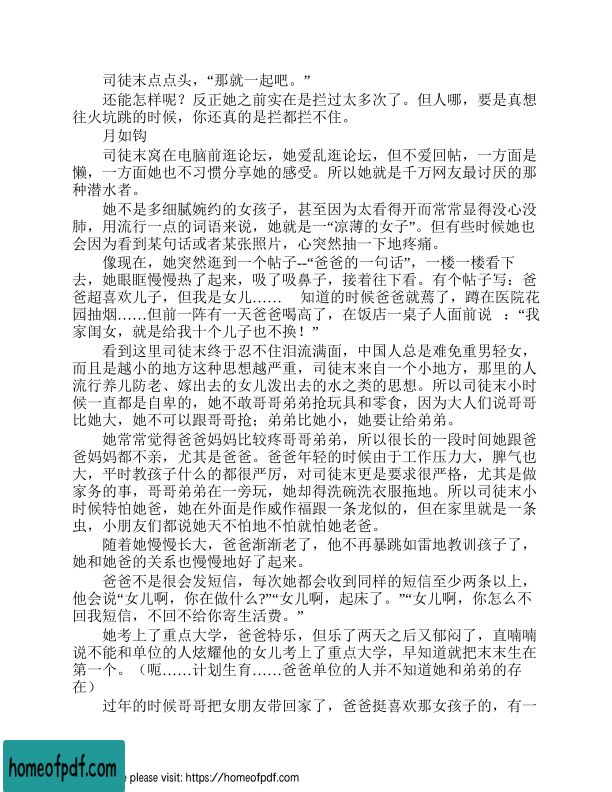 司徒末点点头，“那就一起吧。”
还能怎样呢？反正她之前实在是拦过太多次了。但人哪，要是真想
往火坑跳的时候，你还真的是拦都拦不住。
月如钩
司徒末窝在电脑前逛论坛，她爱乱逛论坛，但不爱回帖，一方面是
懒，一方面她也不习惯分享她的感受。所以她就是千万网友最讨厌的那
种潜水者。
她不是多细腻婉约的女孩子，甚至因为太看得开而常常显得没心没
肺，用流行一点的词语来说，她就是一“凉薄的女子”。但有些时候她也
会因为看到某句话或者某张照片，心突然抽一下地疼痛。
像现在，她突然逛到一个帖子--“爸爸的一句话”，一楼一楼看下
去，她眼眶慢慢热了起来，吸了吸鼻子，接着往下看。有个帖子写：爸
爸超喜欢儿子，但我是女儿…… 知道的时候爸爸就蔫了，蹲在医院花
园抽烟……但前一阵有一天爸爸喝高了，在饭店一桌子人面前说 ：“我
家闺女，就是给我十个儿子也不换！”
看到这里司徒末终于忍不住泪流满面，中国人总是难免重男轻女，
而且是越小的地方这种思想越严重，司徒末来自一个小地方，那里的人
流行养儿防老、嫁出去的女儿泼出去的水之类的思想。所以司徒末小时
候一直都是自卑的，她不敢跟哥哥弟弟抢玩具和零食，因为大人们说哥哥
比她大，她不可以跟哥哥抢；弟弟比她小，她要让给弟弟。
她常常觉得爸爸妈妈比较疼哥哥弟弟，所以很长的一段时间她跟爸
爸妈妈都不亲，尤其是爸爸。爸爸年轻的时候由于工作压力大，脾气也
大，平时教孩子什么的都很严厉，对司徒末更是要求很严格，尤其是做
家务的事，哥哥弟弟在一旁玩，她却得洗碗洗衣服拖地。所以司徒末小
时候特怕她爸，她在外面是作威作福跟一条龙似的，但在家里就是一条
虫，小朋友们都说她天不怕地不怕就怕她老爸。
随着她慢慢长大，爸爸渐渐老了，他不再暴跳如雷地教训孩子了，
她和她爸的关系也慢慢地好了起来。
爸爸不是很会发短信，每次她都会收到同样的短信至少两条以上，
他会说“女儿啊，你在做什么?”“女儿啊，起床了。”“女儿啊，你怎么不
回我短信，不回不给你寄生活费。”
她考上了重点大学，爸爸特乐，但乐了两天之后又郁闷了，直喃喃
说不能和单位的人炫耀他的女儿考上了重点大学，早知道就把末末生在
第一个。（呃……计划生育……爸爸单位的人并不知道她和弟弟的存
在）
过年的时候哥哥把女朋友带回家了，爸爸挺喜欢那女孩子的，有一
homeofpdf.com
e please visit: https://homeofpdf.com